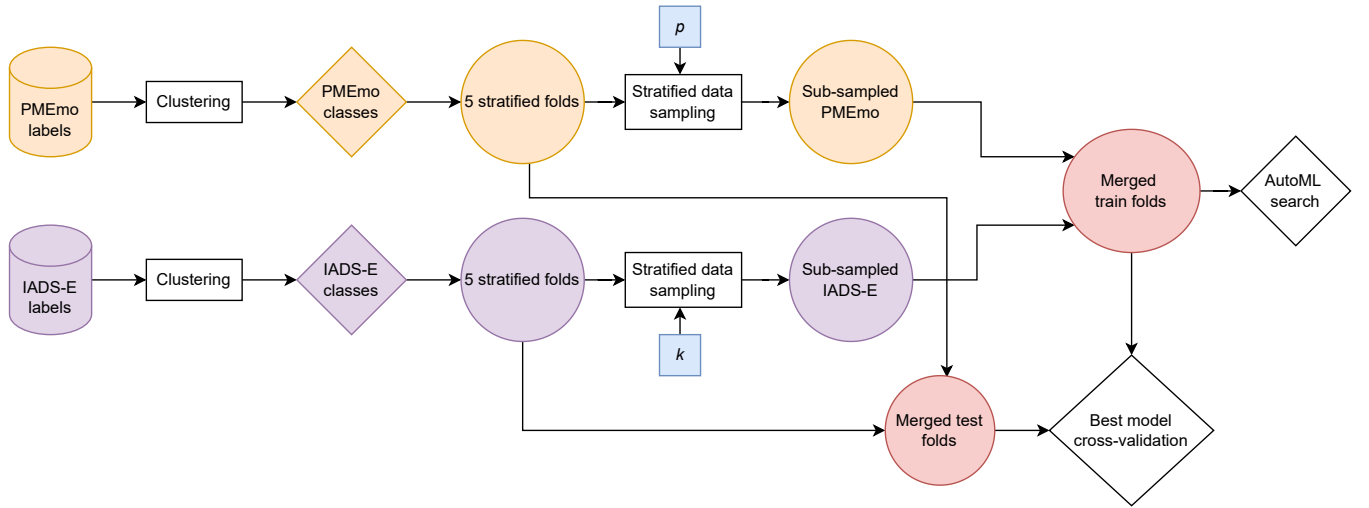 p
PMEmo
labels
Clustering
PMEmo
classes
5 stratified folds
Stratified data
sampling
Sub-sampled
PMEmo
Merged
train folds
AutoML
search
IADS-E
labels
Clustering
IADS-E
classes
5 stratified folds
Stratified data
sampling
Sub-sampled
IADS-E
k
Merged test
folds
Best model
cross-validation